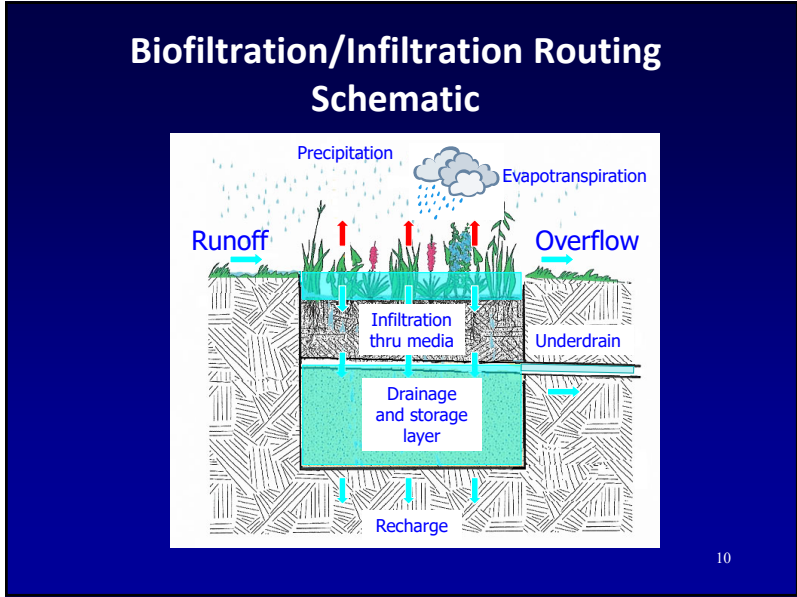 Biofiltration/Infiltration Routing
Schematic
Precipitation
Evapotranspiration
Runoff
Overflow
Infiltration
thru media
Underdrain
Drainage
and storage
layer
Recharge
10